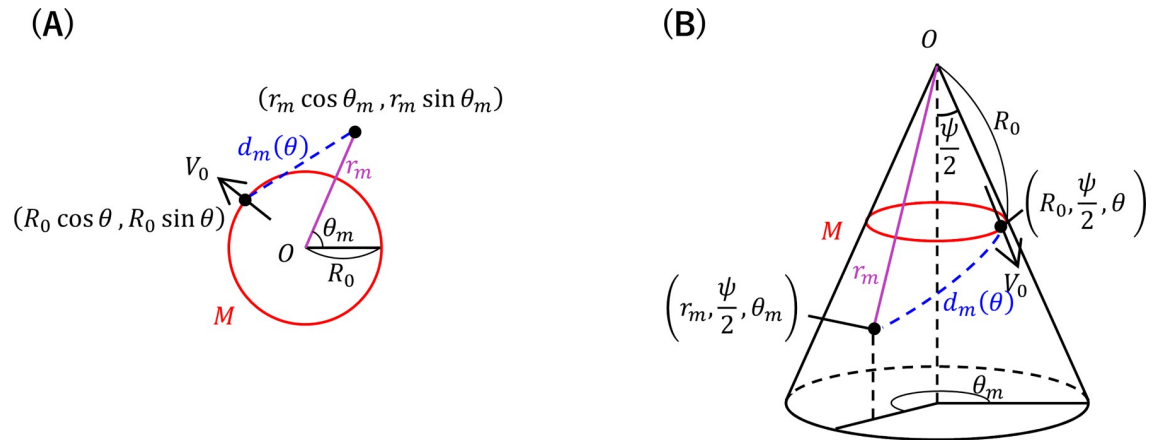 (A)
(r_m cos θ_m , r_m sin θ_m)
d_m(θ)
V_0
r_m
(R_0 cos θ , R_0 sin θ)
θ_m
O
R_0
M
(B)
O
ψ/2
R_0
(R_0, ψ/2, θ)
M
r_m
V_0
(r_m, ψ/2, θ_m)
d_m(θ)
θ_m